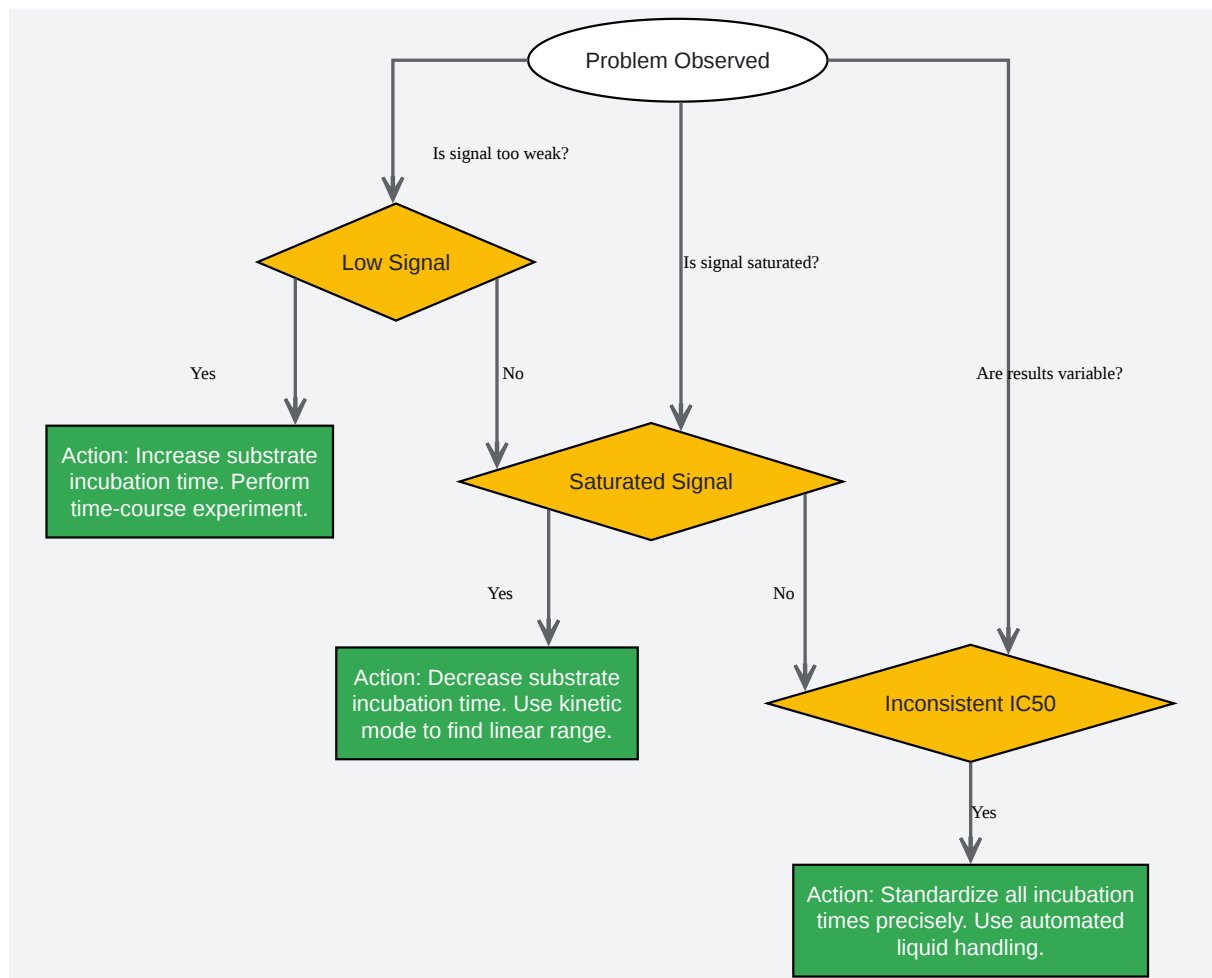 Problem Observed
Is signal too weak?
Low Signal
Is signal saturated?
Yes
No
Are results variable?
Action: Increase substrate
incubation time. Perform
time-course experiment.
Saturated Signal
Yes
No
Action: Decrease substrate
incubation time. Use kinetic
mode to find linear range.
Inconsistent IC50
Yes
Action: Standardize all incubation
times precisely. Use automated
liquid handling.